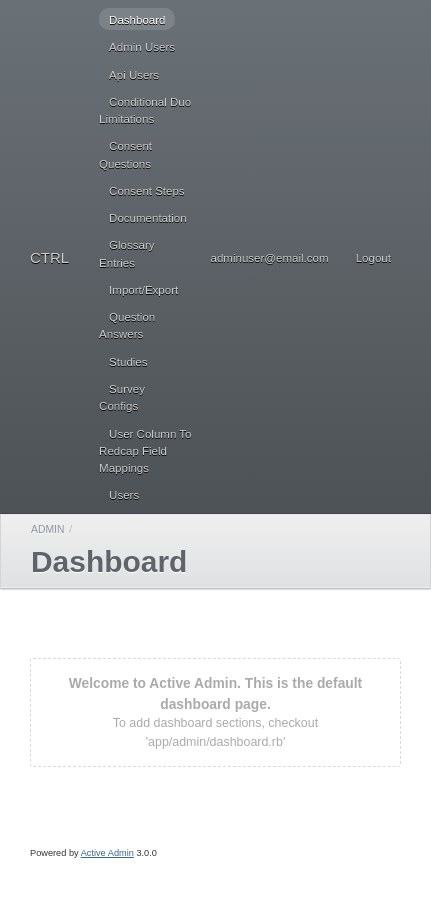 CTRL
Dashboard
Admin Users
Api Users
Conditional Duo
Limitations
Consent
Questions
Consent Steps
Documentation
Glossary
Entries
Import/Export
Question
Answers
Studies
Survey
Configs
User Column To
Redcap Field
Mappings
Users
adminuser@email.com
Logout
ADMIN /
Dashboard
Welcome to Active Admin. This is the default
dashboard page.
To add dashboard sections, checkout
'app/admin/dashboard.rb'
Powered by Active Admin 3.0.0